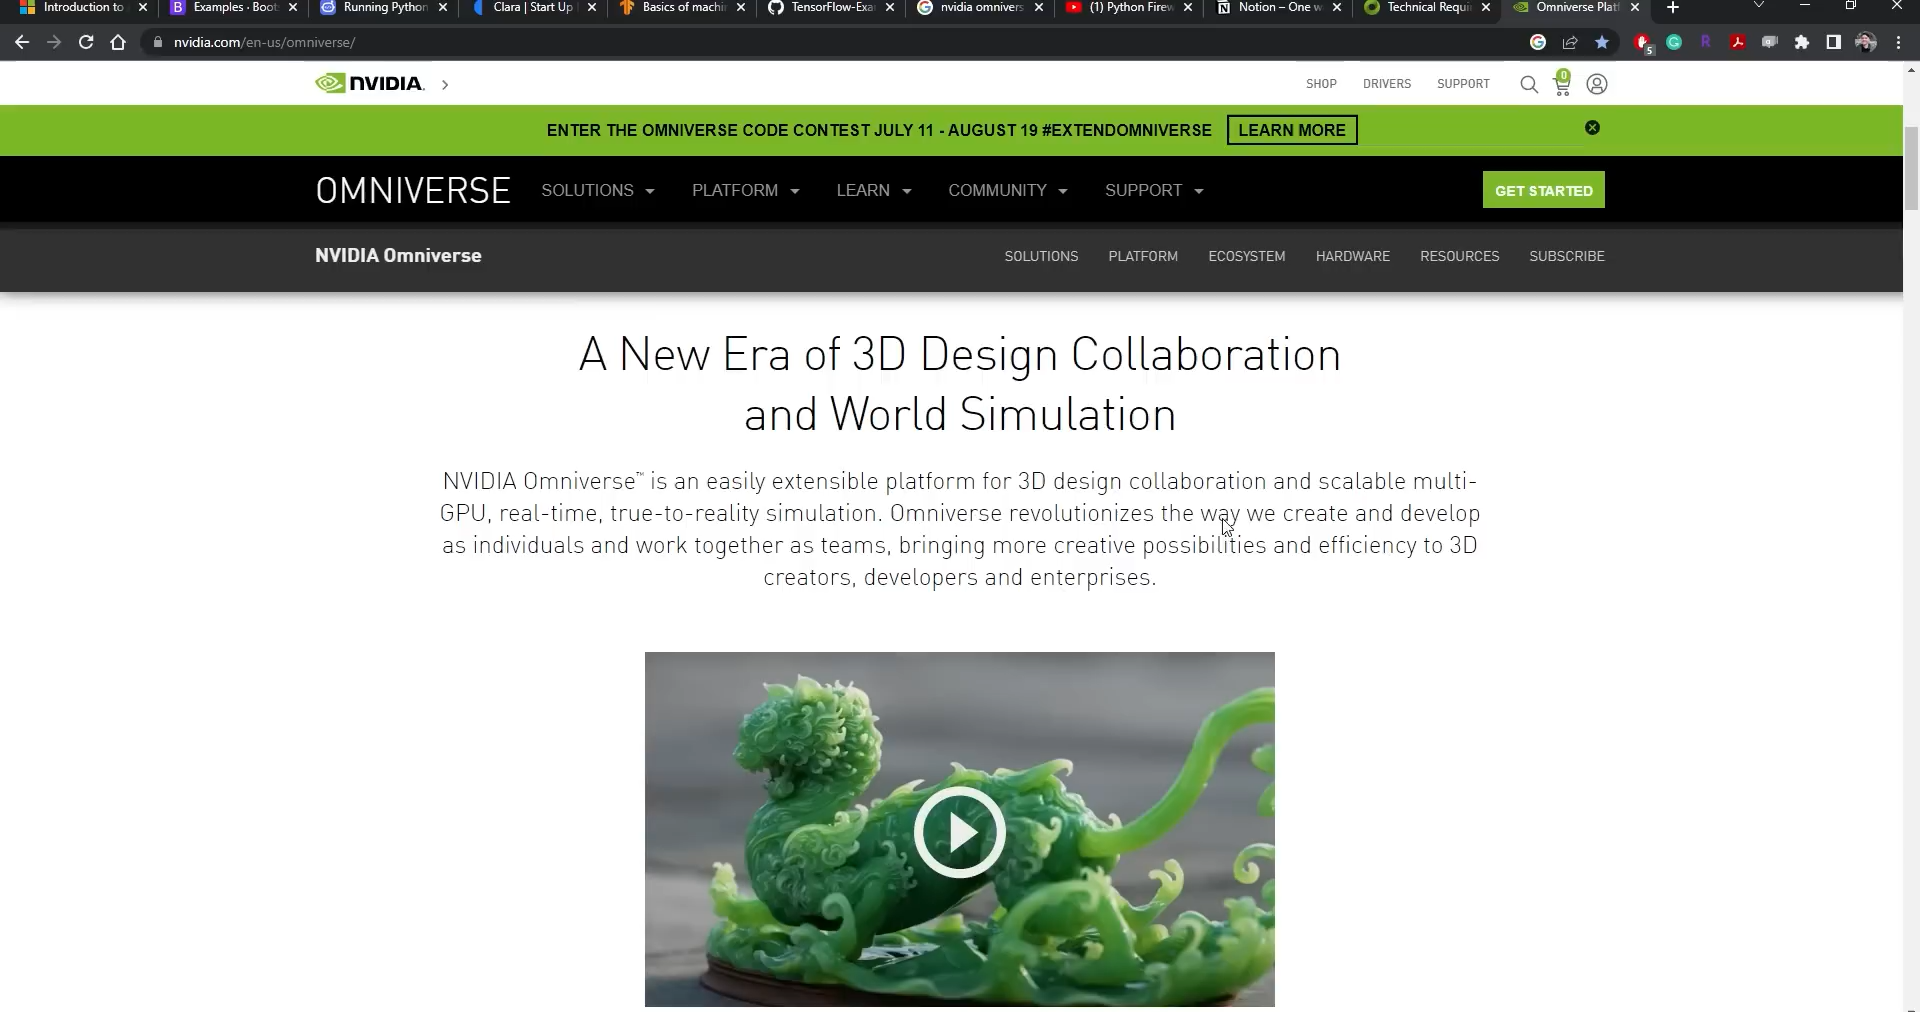 Introduction to
Examples · Boots
Running Python
Clara | Start Up
Basics of machin
TensorFlow-Exa
nvidia omnivers
(1) Python Firew
Notion – One w
Technical Requi
Omniverse Plat
nvidia.com/en-us/omniverse/
5
NVIDIA.
SHOP
DRIVERS
SUPPORT
0
ENTER THE OMNIVERSE CODE CONTEST JULY 11 - AUGUST 19 #EXTENDOMNIVERSE
LEARN MORE
OMNIVERSE
SOLUTIONS
PLATFORM
LEARN
COMMUNITY
SUPPORT
GET STARTED
NVIDIA Omniverse
SOLUTIONS
PLATFORM
ECOSYSTEM
HARDWARE
RESOURCES
SUBSCRIBE
A New Era of 3D Design Collaboration
and World Simulation
NVIDIA Omniverse™ is an easily extensible platform for 3D design collaboration and scalable multi-
GPU, real-time, true-to-reality simulation. Omniverse revolutionizes the way we create and develop
as individuals and work together as teams, bringing more creative possibilities and efficiency to 3D
creators, developers and enterprises.